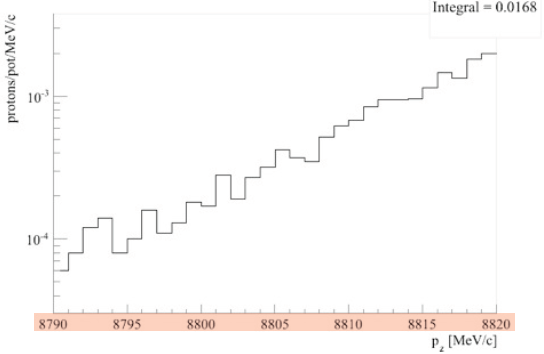 Integral = 0.0168
protons/pot/MeV/c
10⁻³
10⁻⁴
8790 8795 8800 8805 8810 8815 8820
p_z [MeV/c]